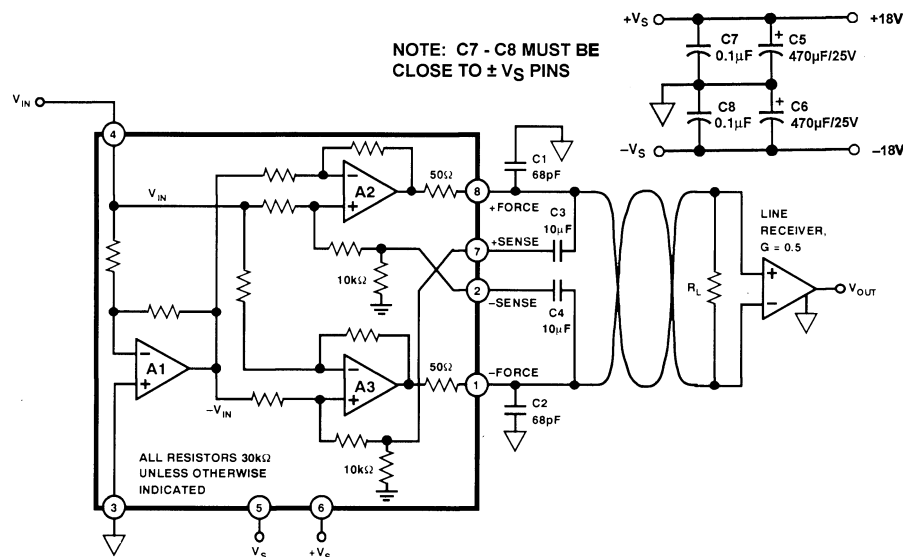 NOTE: C7 - C8 MUST BE
CLOSE TO ± VS PINS
+VS
+18V
C7
0.1µF
+
C5
470µF/25V
C8
0.1µF
+
C6
470µF/25V
−VS
−18V
VIN
4
VIN
−
A2
+
50Ω
8
+FORCE
C1
68pF
C3
10µF
7
+SENSE
10kΩ
2
−SENSE
C4
10µF
LINE
RECEIVER,
G = 0.5
RL
+
−
VOUT
−
A1
+
−VIN
−
A3
+
50Ω
1
−FORCE
C2
68pF
10kΩ
ALL RESISTORS 30kΩ
UNLESS OTHERWISE
INDICATED
3
5
6
VS
+VS